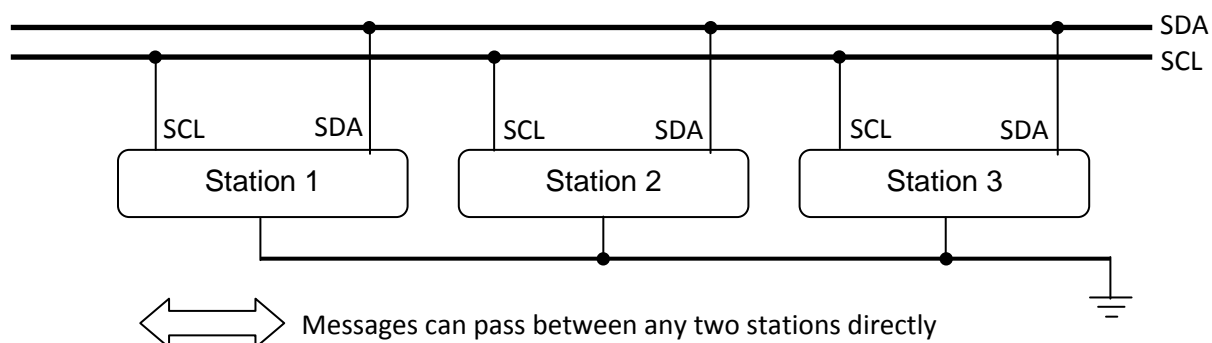 SDA
SCL
SCL SDA SCL SDA SCL SDA
Station 1 Station 2 Station 3
Messages can pass between any two stations directly